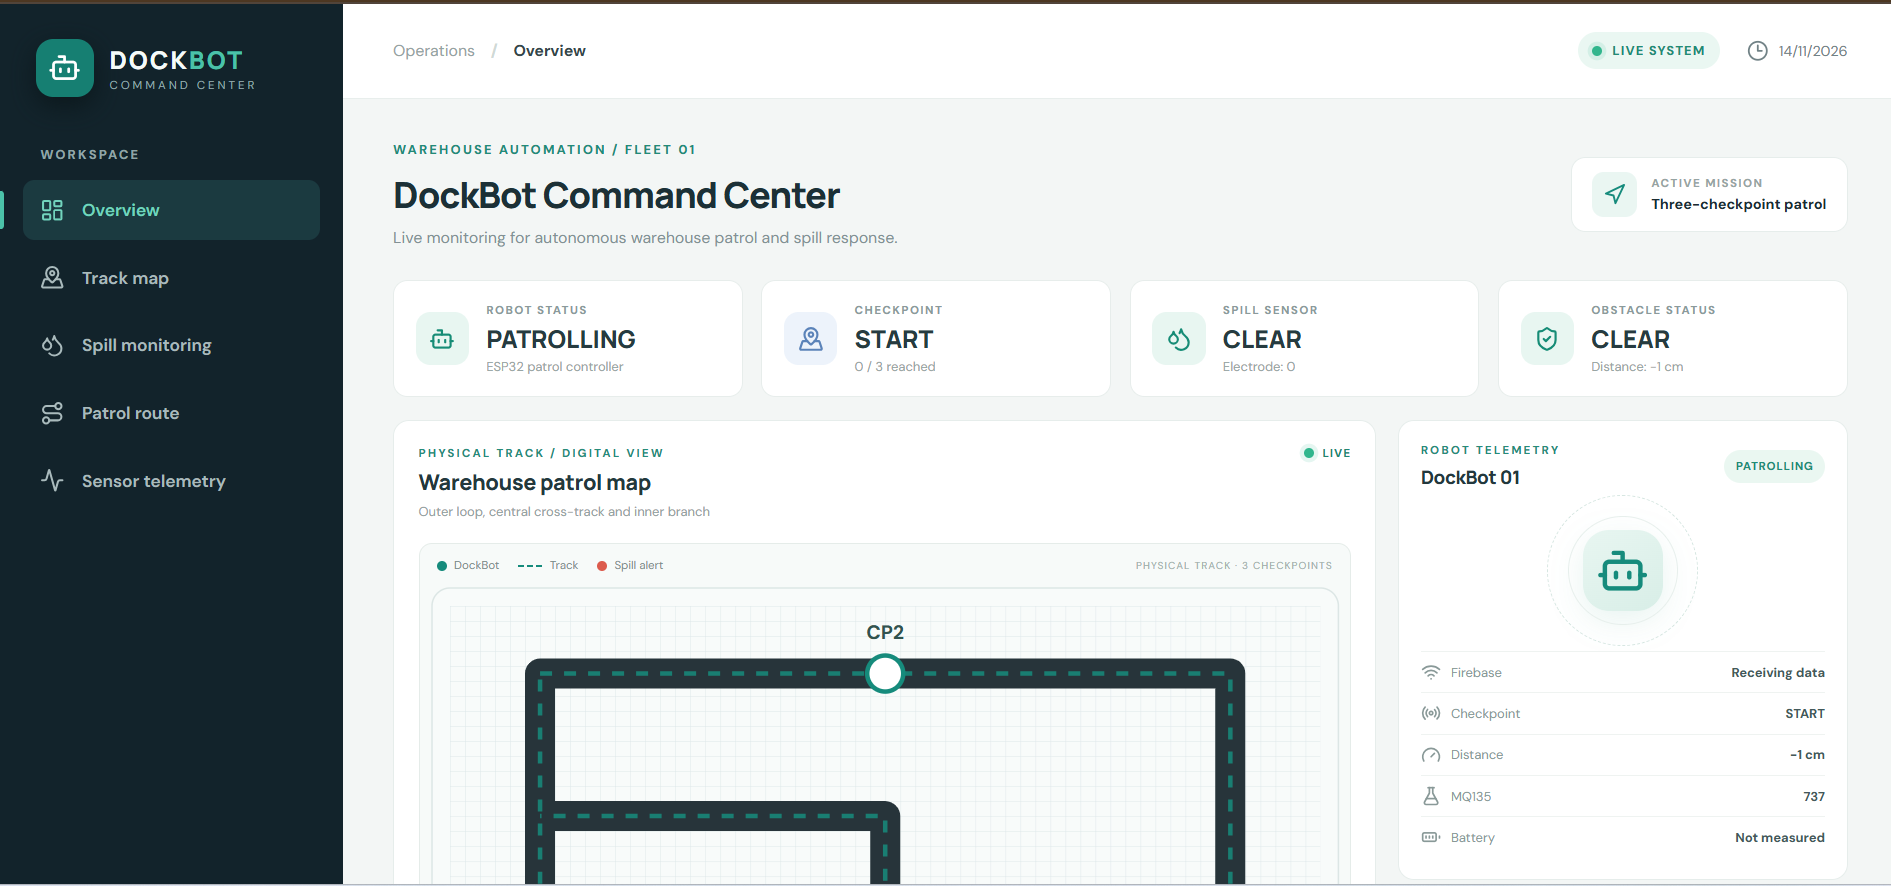 DOCKBOT
COMMAND CENTER
WORKSPACE
Overview
Track map
Spill monitoring
Patrol route
Sensor telemetry
Operations / Overview
LIVE SYSTEM
14/11/2026
WAREHOUSE AUTOMATION / FLEET 01
DockBot Command Center
Live monitoring for autonomous warehouse patrol and spill response.
ACTIVE MISSION
Three-checkpoint patrol
ROBOT STATUS
PATROLLING
ESP32 patrol controller
CHECKPOINT
START
0 / 3 reached
SPILL SENSOR
CLEAR
Electrode: 0
OBSTACLE STATUS
CLEAR
Distance: -1 cm
PHYSICAL TRACK / DIGITAL VIEW
LIVE
Warehouse patrol map
Outer loop, central cross-track and inner branch
DockBot
Track
Spill alert
PHYSICAL TRACK · 3 CHECKPOINTS
CP2
ROBOT TELEMETRY
DockBot 01
PATROLLING
Firebase Receiving data
Checkpoint START
Distance -1 cm
MQ135 737
Battery Not measured